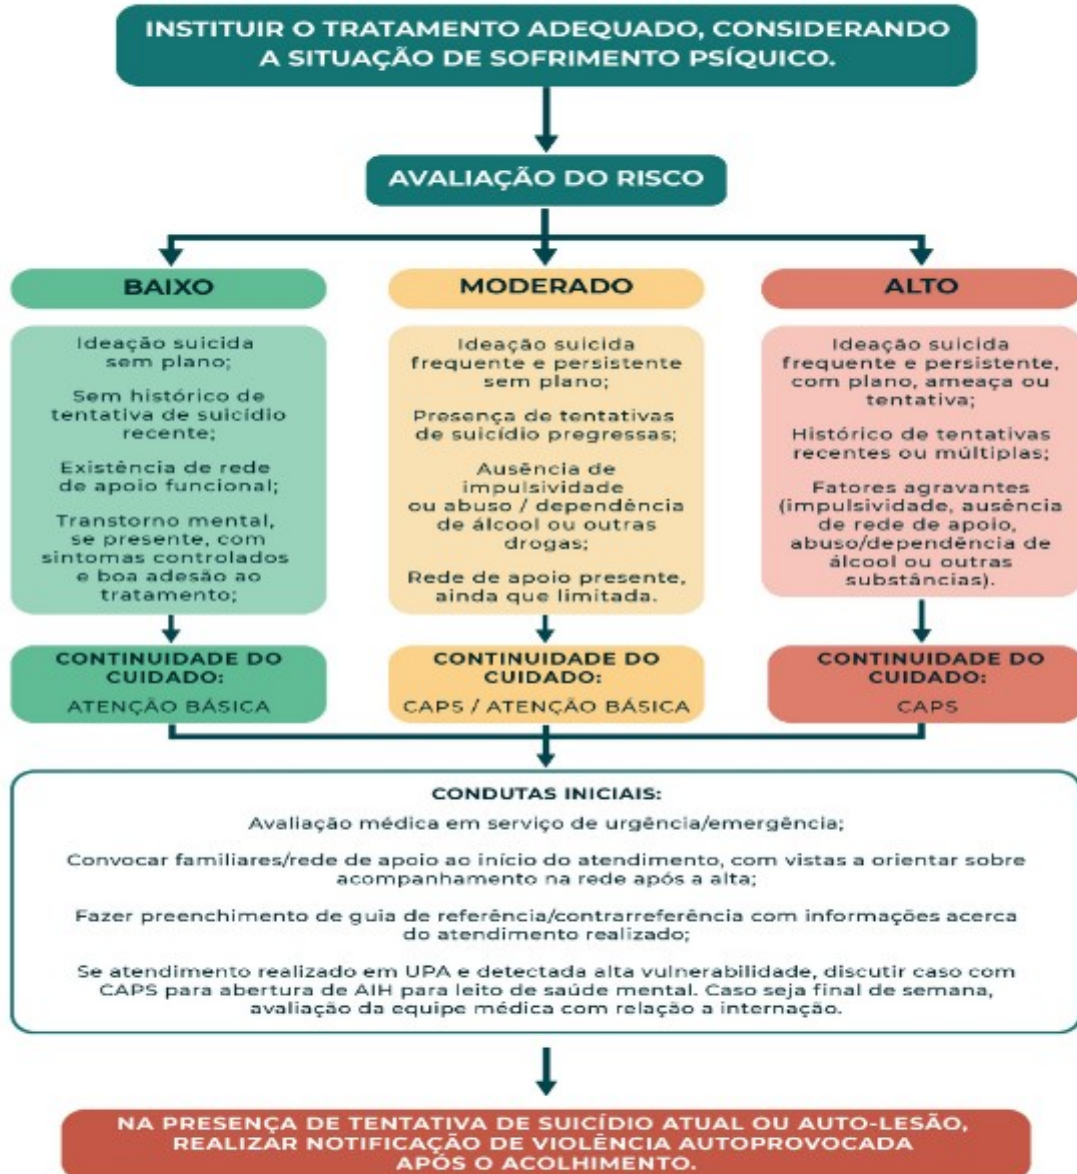 INSTITUIR O TRATAMENTO ADEQUADO, CONSIDERANDO
A SITUAÇÃO DE SOFRIMENTO PSÍQUICO.
AVALIAÇÃO DO RISCO
BAIXO
Ideação suicida
sem plano;
Sem histórico de
tentativa de suicídio
recente;
Existência de rede
de apoio funcional;
Transtorno mental,
se presente, com
sintomas controlados
e boa adesão ao
tratamento;
CONTINUIDADE DO
CUIDADO:
ATENÇÃO BÁSICA
MODERADO
Ideação suicida
frequente e persistente
sem plano;
Presença de tentativas
de suicídio pregressas;
Ausência de
impulsividade
ou abuso / dependência
de álcool ou outras
drogas;
Rede de apoio presente,
ainda que limitada.
CONTINUIDADE DO
CUIDADO:
CAPS / ATENÇÃO BÁSICA
ALTO
Ideação suicida
frequente e persistente,
com plano, ameaça ou
tentativa;
Histórico de tentativas
recentes ou múltiplas;
Fatores agravantes
(impulsividade, ausência
de rede de apoio,
abuso/dependência de
álcool ou outras
substâncias).
CONTINUIDADE DO
CUIDADO:
CAPS
CONDUTAS INICIAIS:
Avaliação médica em serviço de urgência/emergência;
Convocar familiares/rede de apoio ao início do atendimento, com vistas a orientar sobre
acompanhamento na rede após a alta;
Fazer preenchimento de guia de referência/contrarreferência com informações acerca
do atendimento realizado;
Se atendimento realizado em UPA e detectada alta vulnerabilidade, discutir caso com
CAPS para abertura de AIH para leito de saúde mental. Caso seja final de semana,
avaliação da equipe médica com relação a internação.
NA PRESENÇA DE TENTATIVA DE SUICÍDIO ATUAL OU AUTO-LESÃO,
REALIZAR NOTIFICAÇÃO DE VIOLÊNCIA AUTOPROVOCADA
APÓS O ACOLHIMENTO.